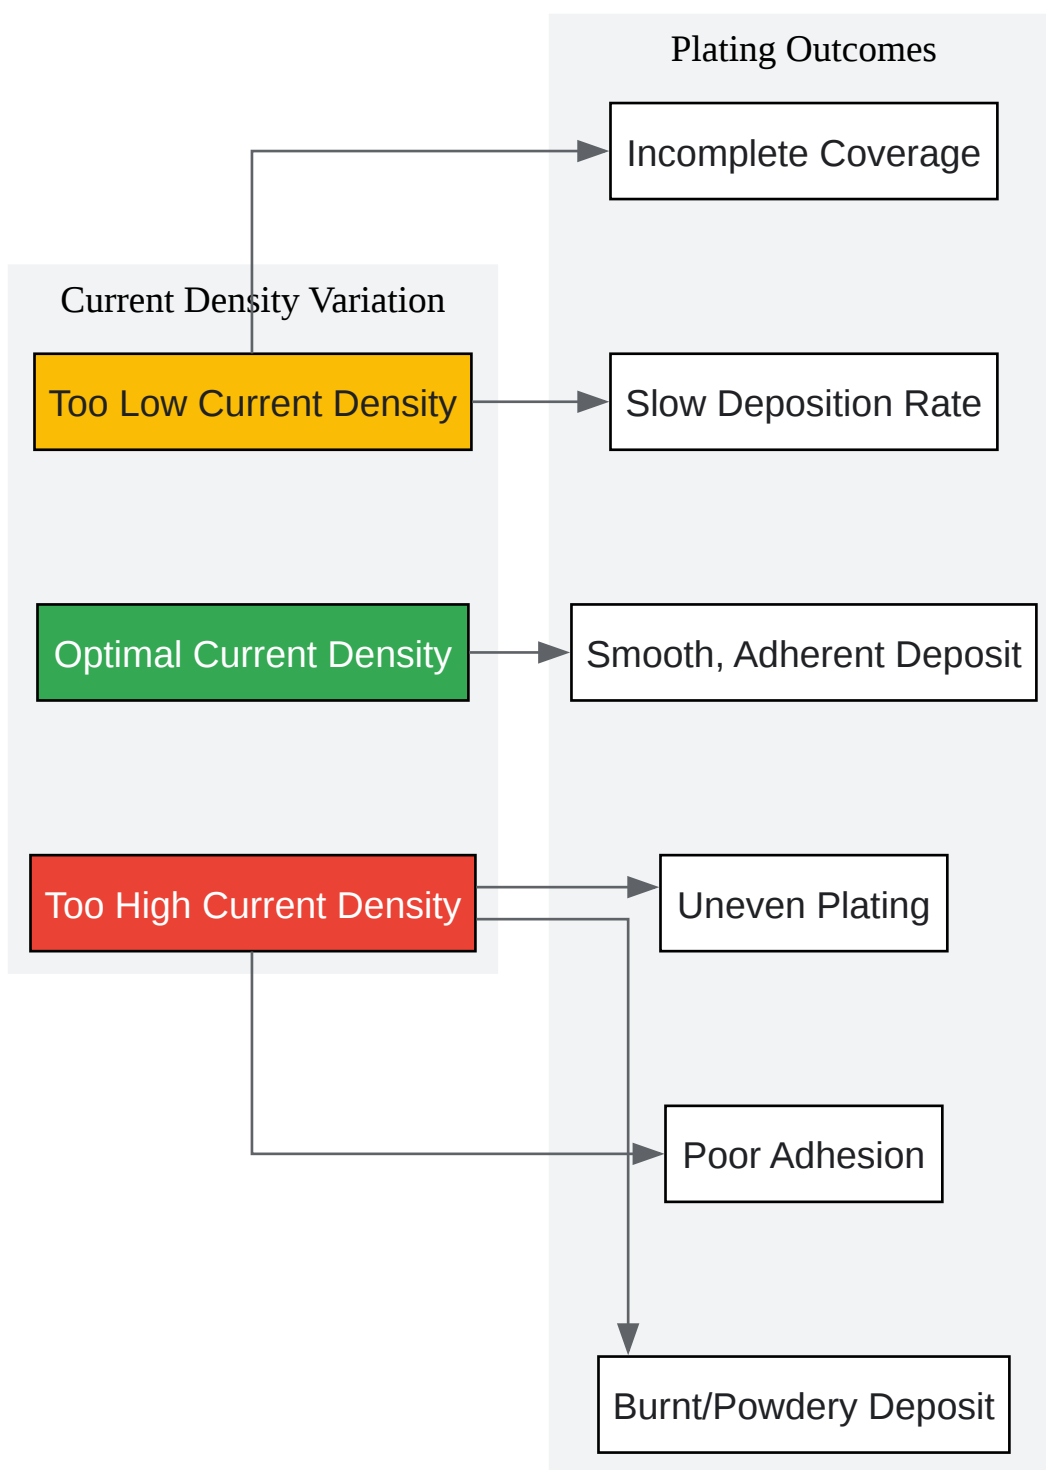 Plating Outcomes
Incomplete Coverage
Current Density Variation
Too Low Current Density
Slow Deposition Rate
Optimal Current Density
Smooth, Adherent Deposit
Too High Current Density
Uneven Plating
Poor Adhesion
Burnt/Powdery Deposit